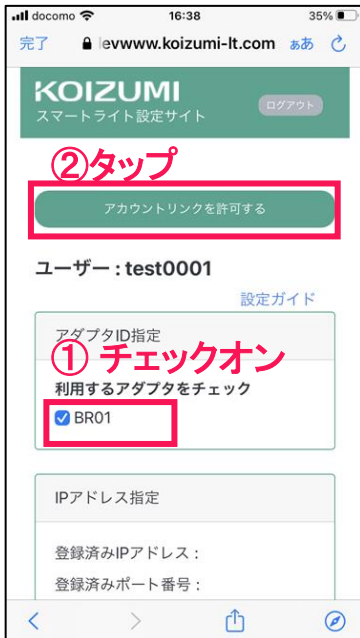 docomo 16:38 35%
完了 evwww.koizumi-lt.com ぁあ
KOIZUMI
スマートライト設定サイト
ログアウト
②タップ
アカウントリンクを許可する
ユーザー : test0001
設定ガイド
アダプタID指定
① チェックオン
利用するアダプタをチェック
BR01
IPアドレス指定
登録済みIPアドレス :
登録済みポート番号 :